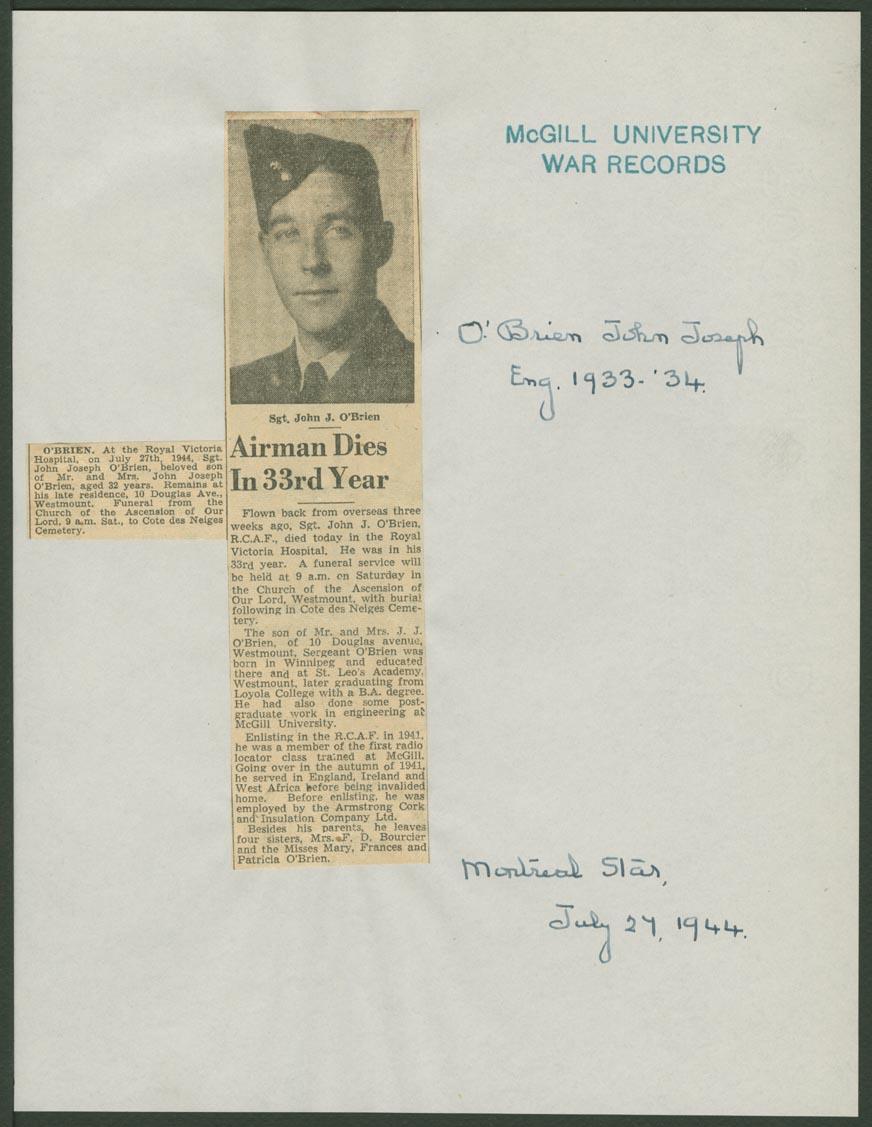 McGILL UNIVERSITY
WAR RECORDS
O'Brien John Joseph
Eng. 1933-'34.
Sgt. John J. O'Brien
Airman Dies
In 33rd Year
Flown back from overseas three
weeks ago, Sgt. John J. O'Brien,
R.C.A.F., died today in the Royal
Victoria Hospital. He was in his
33rd year. A funeral service will
be held at 9 a.m. on Saturday in
the Church of the Ascension of
Our Lord, Westmount, with burial
following in Cote des Neiges Ceme-
tery.
The son of Mr. and Mrs. J. J.
O'Brien, of 10 Douglas avenue,
Westmount, Sergeant O'Brien was
born in Winnipeg and educated
there and at St. Leo's Academy,
Westmount, later graduating from
Loyola College with a B.A. degree.
He had also done some post-
graduate work in engineering at
McGill University.
Enlisting in the R.C.A.F. in 1941,
he was a member of the first radio
locator class trained at McGill.
Going over in the autumn of 1941,
he served in England, Ireland and
West Africa before being invalided
home. Before enlisting, he was
employed by the Armstrong Cork
and Insulation Company Ltd.
Besides his parents, he leaves
four sisters, Mrs. F. D. Bourcier
and the Misses Mary, Frances and
Patricia O'Brien.
O'BRIEN. At the Royal Victoria
Hospital, on July 27th, 1944, Sgt.
John Joseph O'Brien, beloved son
of Mr. and Mrs. John Joseph
O'Brien, aged 32 years. Remains at
his late residence, 10 Douglas Ave.,
Westmount. Funeral from the
Church of the Ascension of Our
Lord, 9 a.m. Sat., to Cote des Neiges
Cemetery.
Montreal Star,
July 27, 1944.